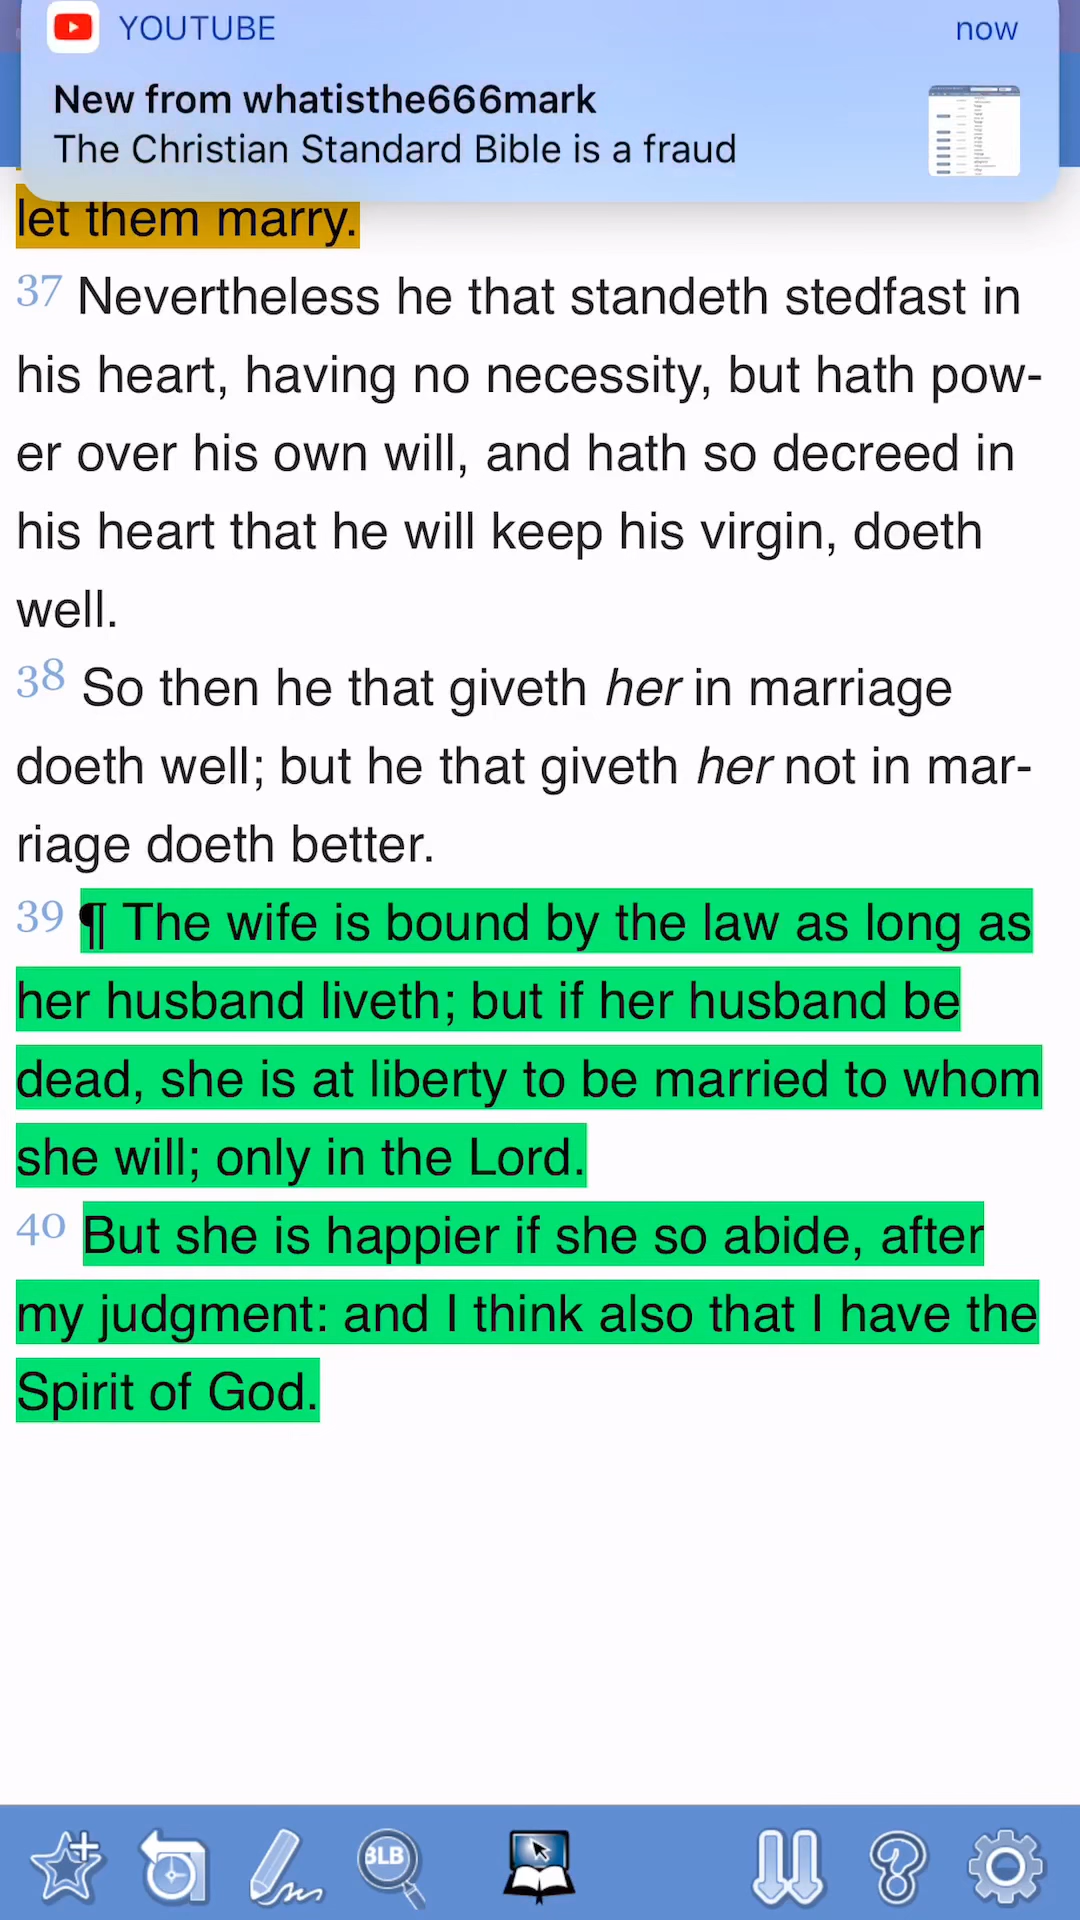 YOUTUBE
now
New from whatisthe666mark
The Christian Standard Bible is a fraud
let them marry.
37 Nevertheless he that standeth stedfast in
his heart, having no necessity, but hath pow-
er over his own will, and hath so decreed in
his heart that he will keep his virgin, doeth
well.
38 So then he that giveth her in marriage
doeth well; but he that giveth her not in mar-
riage doeth better.
39 ¶ The wife is bound by the law as long as
her husband liveth; but if her husband be
dead, she is at liberty to be married to whom
she will; only in the Lord.
40 But she is happier if she so abide, after
my judgment: and I think also that I have the
Spirit of God.
BLB